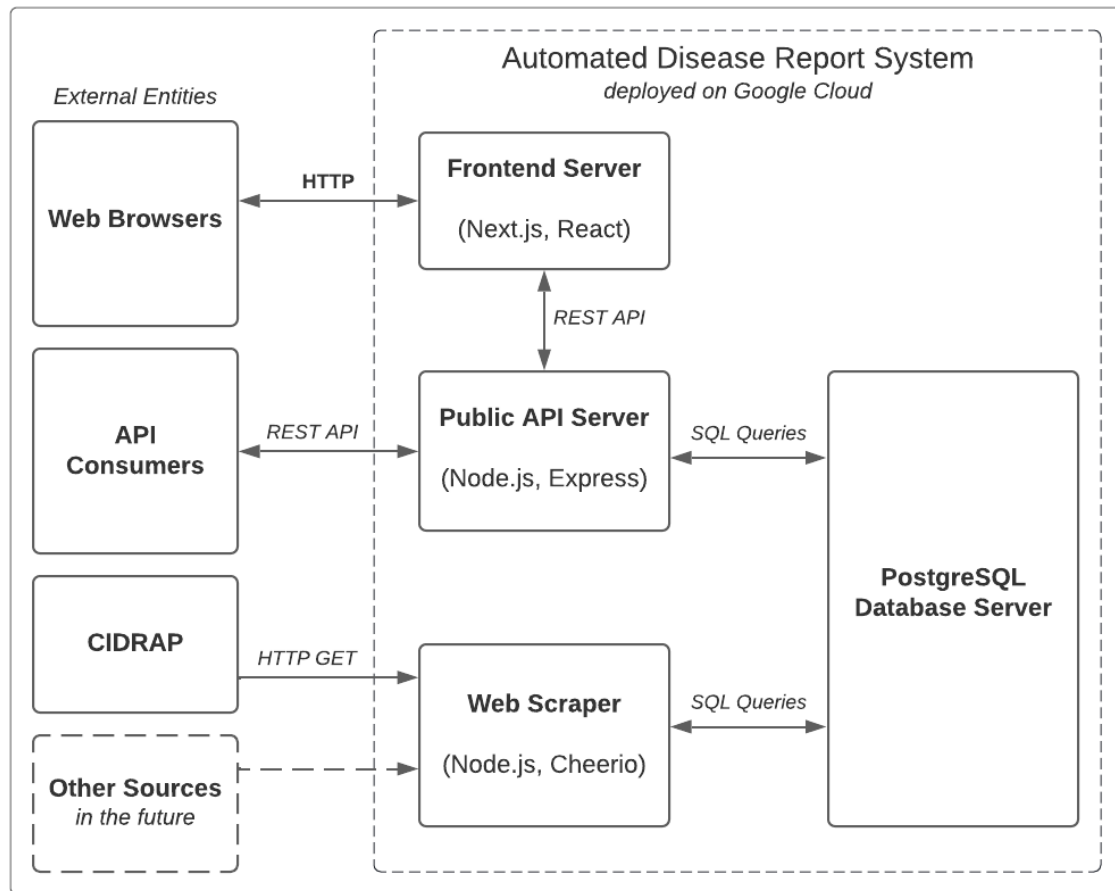 Automated Disease Report System
deployed on Google Cloud
External Entities
Web Browsers
HTTP
Frontend Server
(Next.js, React)
REST API
API
Consumers
REST API
Public API Server
(Node.js, Express)
SQL Queries
PostgreSQL
Database Server
CIDRAP
HTTP GET
Web Scraper
(Node.js, Cheerio)
SQL Queries
Other Sources
in the future